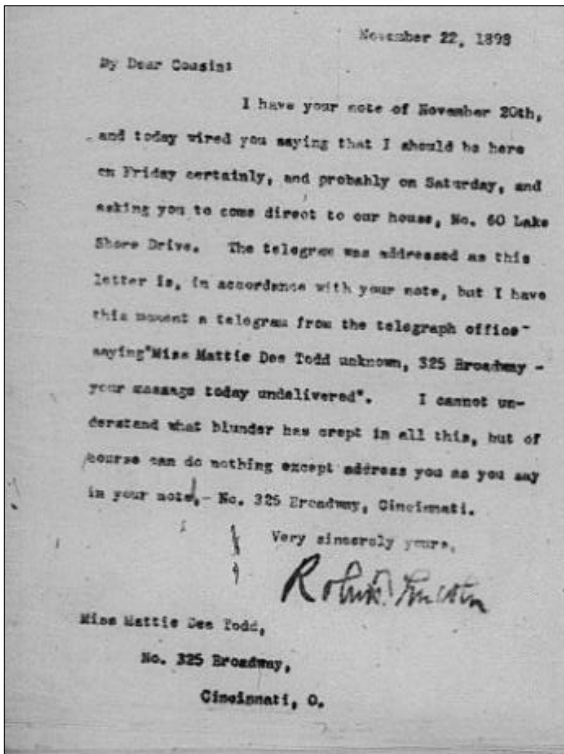 November 22, 1898
My Dear Cousin:
I have your note of November 20th,
and today wired you saying that I should be here
on Friday certainly, and probably on Saturday, and
asking you to come direct to our house, No. 60 Lake
Shore Drive. The telegram was addressed as this
letter is, in accordance with your note, but I have
this moment a telegram from the telegraph office-
saying"Miss Mattie Dee Todd unknown, 325 Broadway -
your message today undelivered". I cannot un-
derstand what blunder has crept in all this, but of
course can do nothing except address you as you say
in your note,- No. 325 Broadway, Cincinnati.
Very sincerely yours,
Robert T. Lincoln
Miss Mattie Dee Todd,
No. 325 Broadway,
Cincinnati, O.